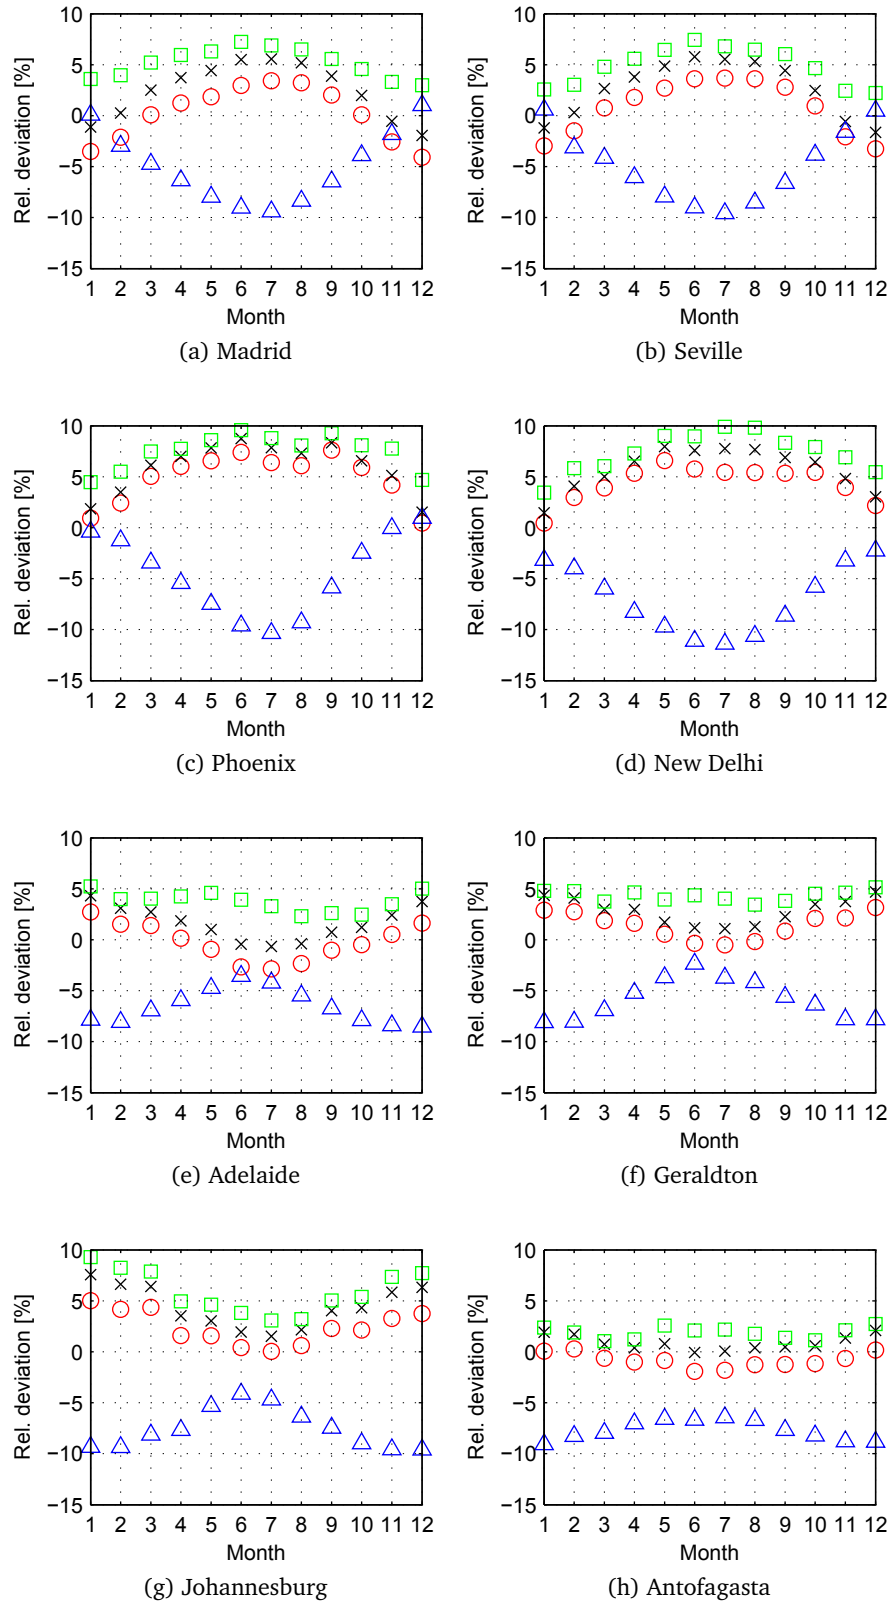 10
5
0
−5
−10
−15
Rel. deviation [%]
1 2 3 4 5 6 7 8 9 10 11 12
Month
(a) Madrid
10
5
0
−5
−10
−15
Rel. deviation [%]
1 2 3 4 5 6 7 8 9 10 11 12
Month
(b) Seville
10
5
0
−5
−10
−15
Rel. deviation [%]
1 2 3 4 5 6 7 8 9 10 11 12
Month
(c) Phoenix
10
5
0
−5
−10
−15
Rel. deviation [%]
1 2 3 4 5 6 7 8 9 10 11 12
Month
(d) New Delhi
10
5
0
−5
−10
−15
Rel. deviation [%]
1 2 3 4 5 6 7 8 9 10 11 12
Month
(e) Adelaide
10
5
0
−5
−10
−15
Rel. deviation [%]
1 2 3 4 5 6 7 8 9 10 11 12
Month
(f) Geraldton
10
5
0
−5
−10
−15
Rel. deviation [%]
1 2 3 4 5 6 7 8 9 10 11 12
Month
(g) Johannesburg
10
5
0
−5
−10
−15
Rel. deviation [%]
1 2 3 4 5 6 7 8 9 10 11 12
Month
(h) Antofagasta